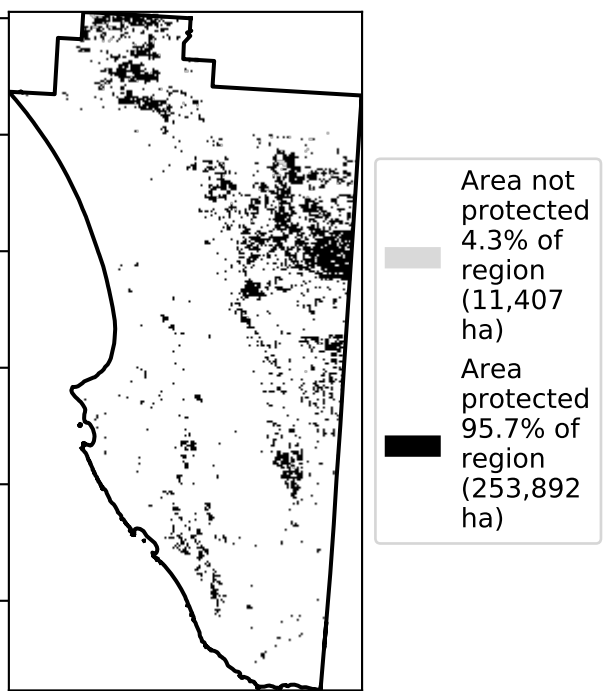 Area not
protected
4.3% of
region
(11,407
ha)
Area
protected
95.7% of
region
(253,892
ha)